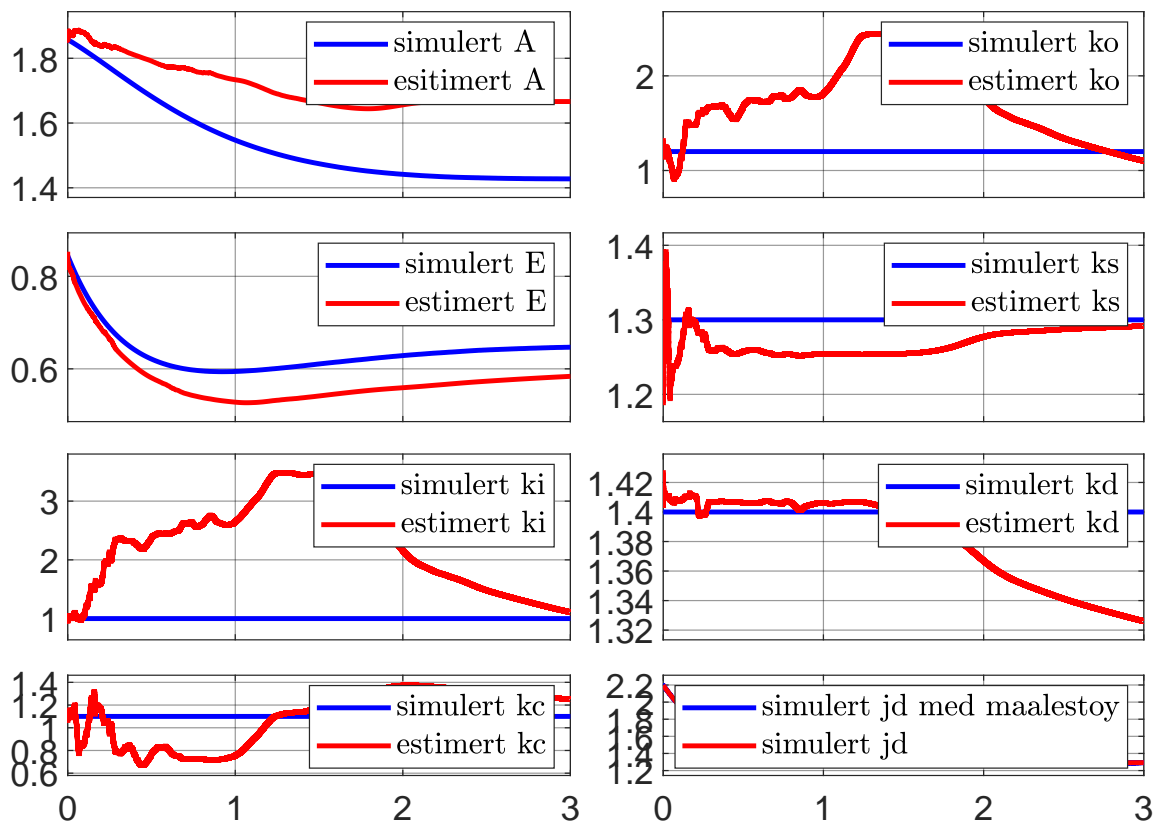 1.8
1.6
1.4
simulert A
esitimert A
2
1
simulert ko
estimert ko
0.8
0.6
simulert E
estimert E
1.4
1.3
1.2
simulert ks
estimert ks
3
2
1
simulert ki
estimert ki
1.42
1.4
1.38
1.36
1.34
1.32
simulert kd
estimert kd
1.4
1.2
1
0.8
0.6
simulert kc
estimert kc
0 1 2 3
2.2
2
1.8
1.6
1.4
1.2
simulert jd med maalestoy
simulert jd
0 1 2 3